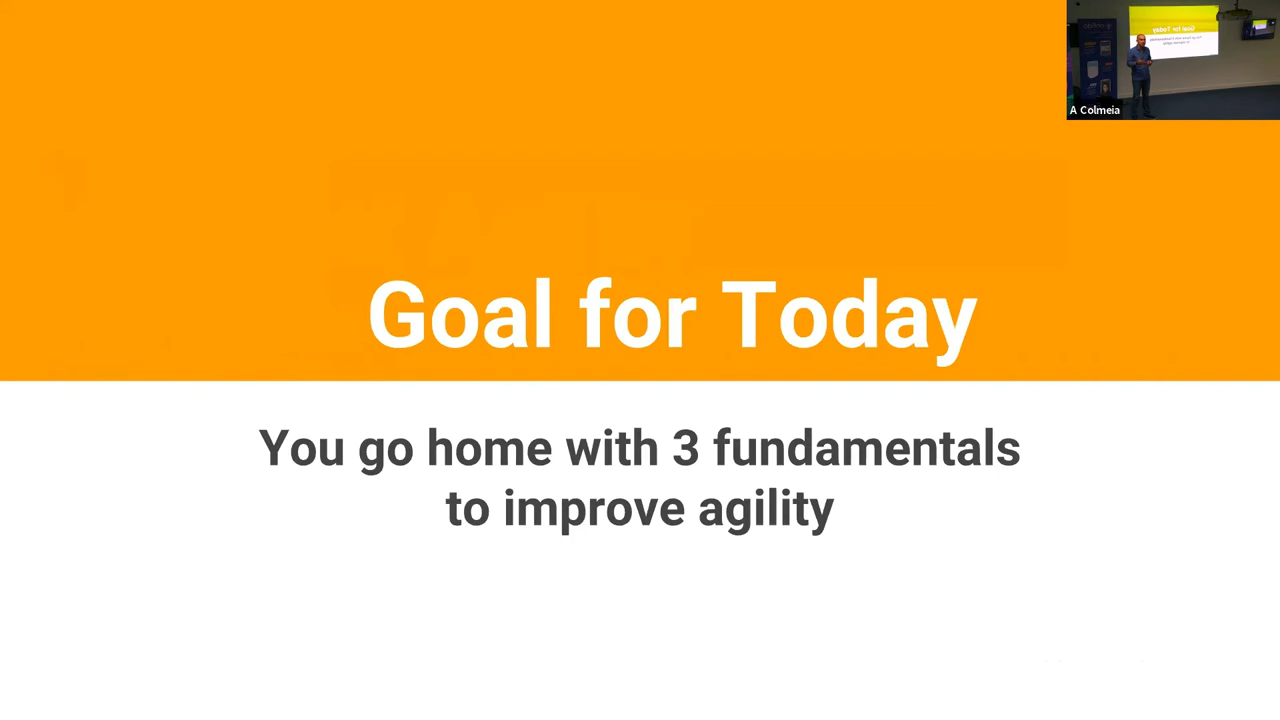 A Colmeia
Goal for Today
You go home with 3 fundamentals
to improve agility